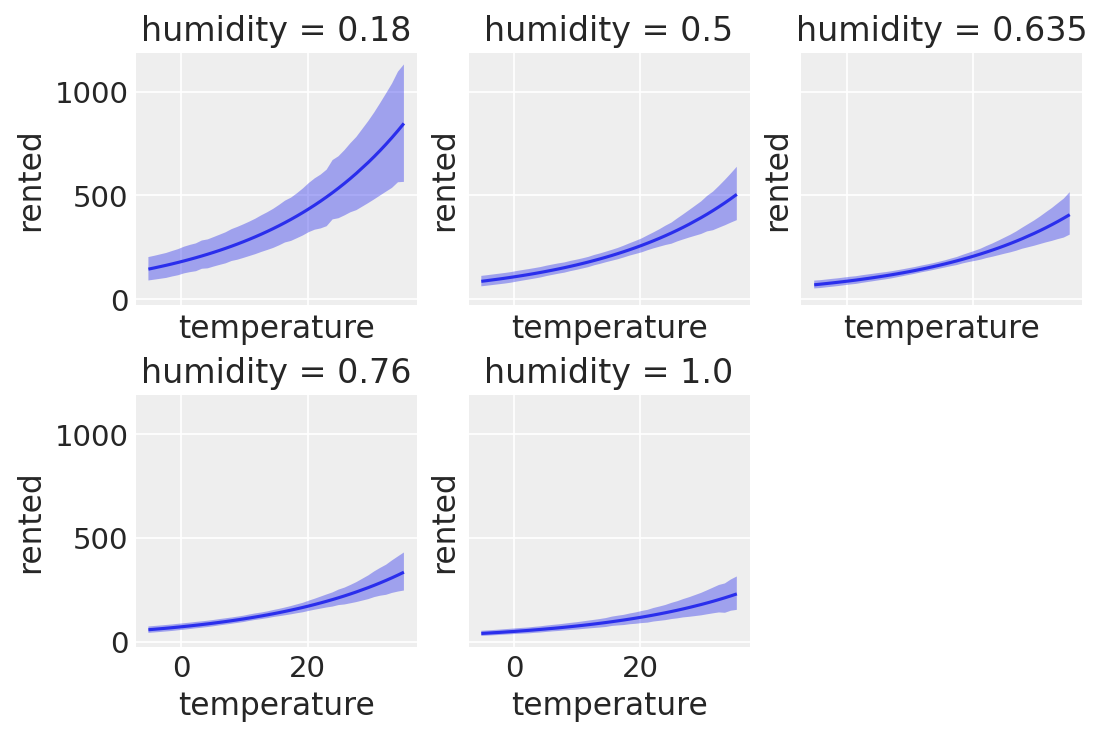 humidity = 0.18
humidity = 0.5
humidity = 0.635
1000
500
0
rented
rented
rented
temperature
temperature
temperature
humidity = 0.76
humidity = 1.0
1000
500
0
rented
rented
0
20
0
20
temperature
temperature